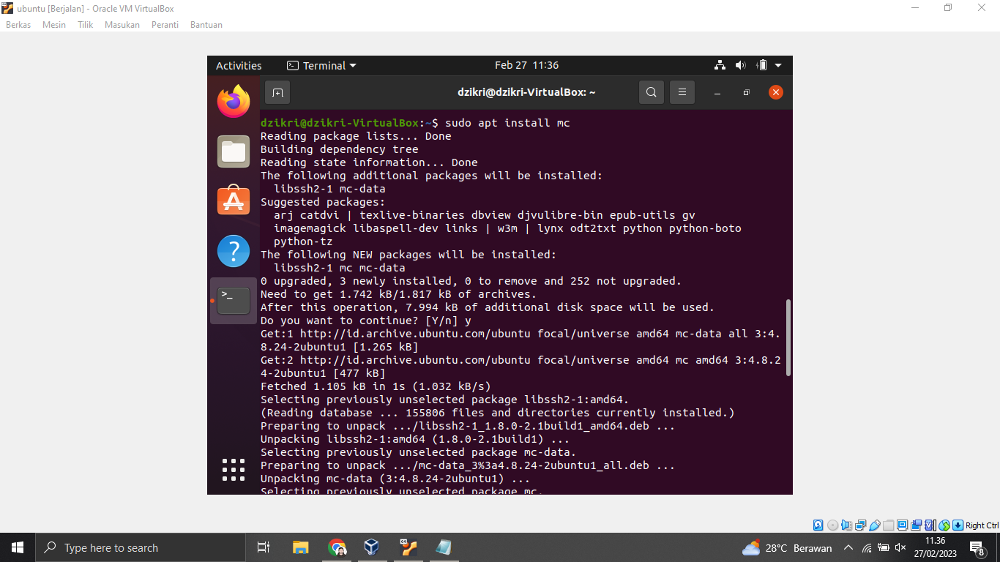 ubuntu [Berjalan] - Oracle VM VirtualBox
Berkas Mesin Tilik Masukan Peranti Bantuan
Activities Terminal Feb 27 11:36
dzikri@dzikri-VirtualBox: ~
dzikri@dzikri-VirtualBox:~$ sudo apt install mc
Reading package lists... Done
Building dependency tree
Reading state information... Done
The following additional packages will be installed:
libssh2-1 mc-data
Suggested packages:
arj catdvi | texlive-binaries dbview djvulibre-bin epub-utils gv
imagemagick libaspell-dev links | w3m | lynx odt2txt python python-boto
python-tz
The following NEW packages will be installed:
libssh2-1 mc mc-data
0 upgraded, 3 newly installed, 0 to remove and 252 not upgraded.
Need to get 1.742 kB/1.817 kB of archives.
After this operation, 7.994 kB of additional disk space will be used.
Do you want to continue? [Y/n] y
Get:1 http://id.archive.ubuntu.com/ubuntu focal/universe amd64 mc-data all 3:4.
8.24-2ubuntu1 [1.265 kB]
Get:2 http://id.archive.ubuntu.com/ubuntu focal/universe amd64 mc amd64 3:4.8.2
4-2ubuntu1 [477 kB]
Fetched 1.105 kB in 1s (1.032 kB/s)
Selecting previously unselected package libssh2-1:amd64.
(Reading database ... 155806 files and directories currently installed.)
Preparing to unpack .../libssh2-1_1.8.0-2.1build1_amd64.deb ...
Unpacking libssh2-1:amd64 (1.8.0-2.1build1) ...
Selecting previously unselected package mc-data.
Preparing to unpack .../mc-data_3%3a4.8.24-2ubuntu1_all.deb ...
Unpacking mc-data (3:4.8.24-2ubuntu1) ...
Selecting previously unselected package mc.
Right Ctrl
Type here to search
28°C Berawan
11.36
27/02/2023
8